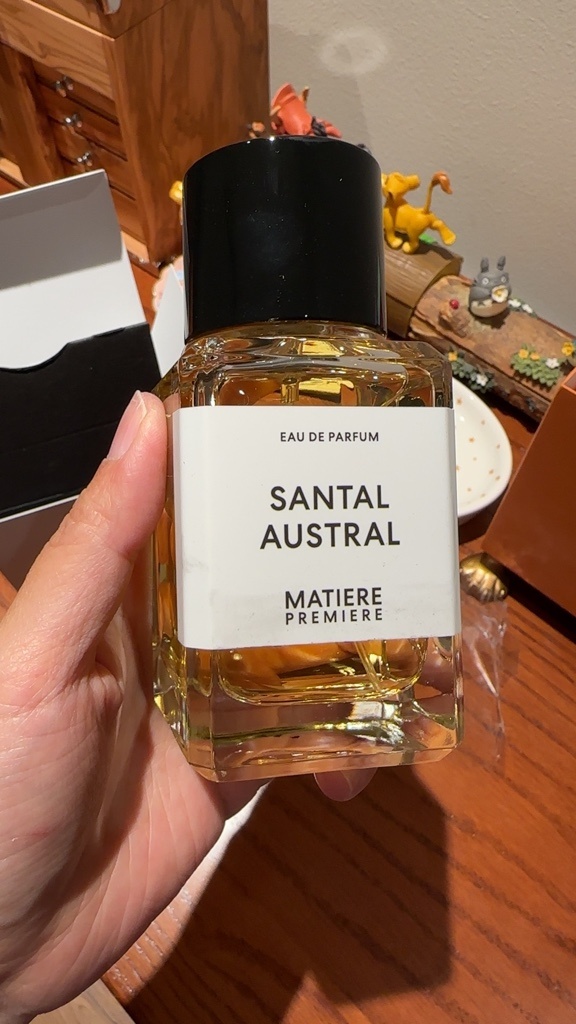 EAU DE PARFUM
SANTAL
AUSTRAL
MATIERE
PREMIERE